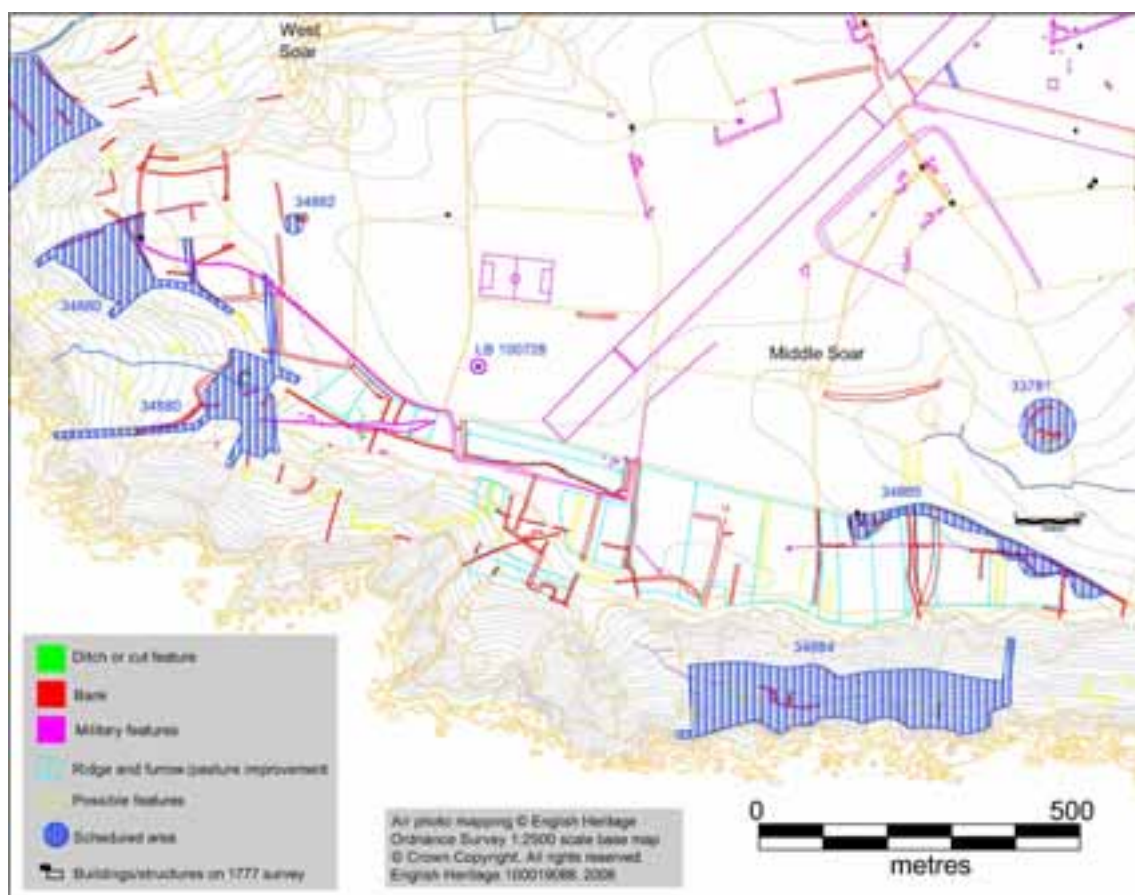 West
Soar
34882
34880
LB 100728
Middle Soar
33781
34880
34885
34884
Ditch or cut feature
Bank
Military features
Ridge and furrow/pasture improvement
Possible features
Scheduled area
Buildings/structures on 1777 survey
Air photo mapping © English Heritage
Ordnance Survey 1:2500 scale base map
© Crown Copyright. All rights reserved.
English Heritage 100019088. 2008
0 500
metres